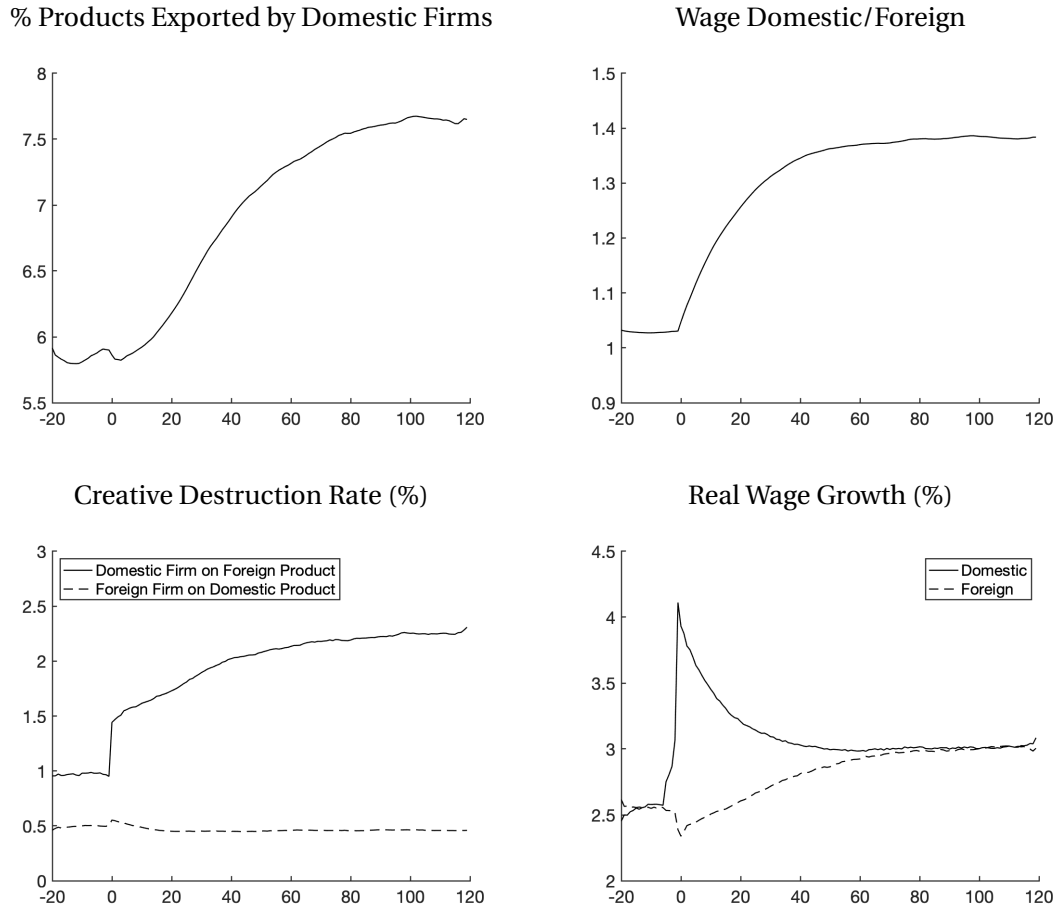 % Products Exported by Domestic Firms
8
7.5
7
6.5
6
5.5
-20 0 20 40 60 80 100 120
Wage Domestic/Foreign
1.5
1.4
1.3
1.2
1.1
1
0.9
-20 0 20 40 60 80 100 120
Creative Destruction Rate (%)
3
2.5
2
1.5
1
0.5
0
Domestic Firm on Foreign Product
Foreign Firm on Domestic Product
-20 0 20 40 60 80 100 120
Real Wage Growth (%)
4.5
4
3.5
3
2.5
2
Domestic
Foreign
-20 0 20 40 60 80 100 120